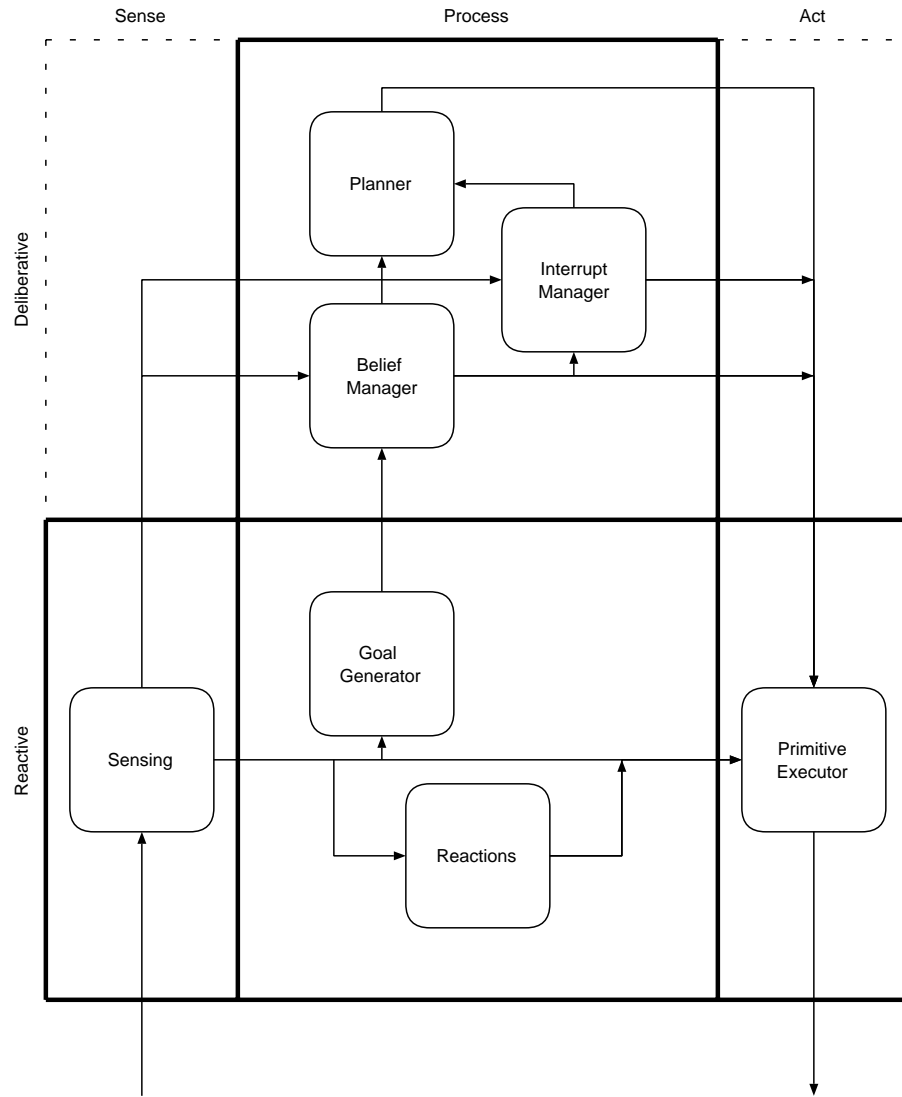 Sense
Process
Act
Deliberative
Planner
Interrupt
Manager
Belief
Manager
Reactive
Goal
Generator
Sensing
Primitive
Executor
Reactions